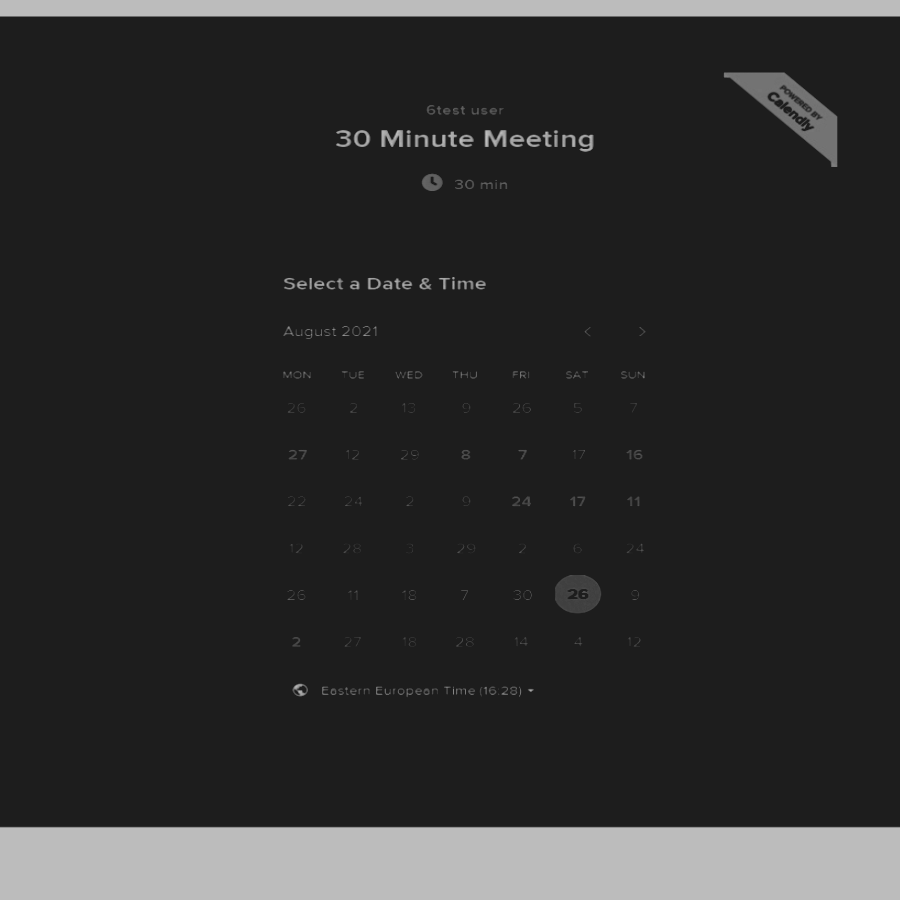 POWERED BY
Calendly
6test user
30 Minute Meeting
30 min
Select a Date & Time
August 2021
MON TUE WED THU FRI SAT SUN
26 2 13 9 26 5 7
27 12 29 8 7 17 16
22 24 2 9 24 17 11
12 28 3 29 2 6 24
26 11 18 7 30 26 9
2 27 18 28 14 4 12
Eastern European Time (16:28)